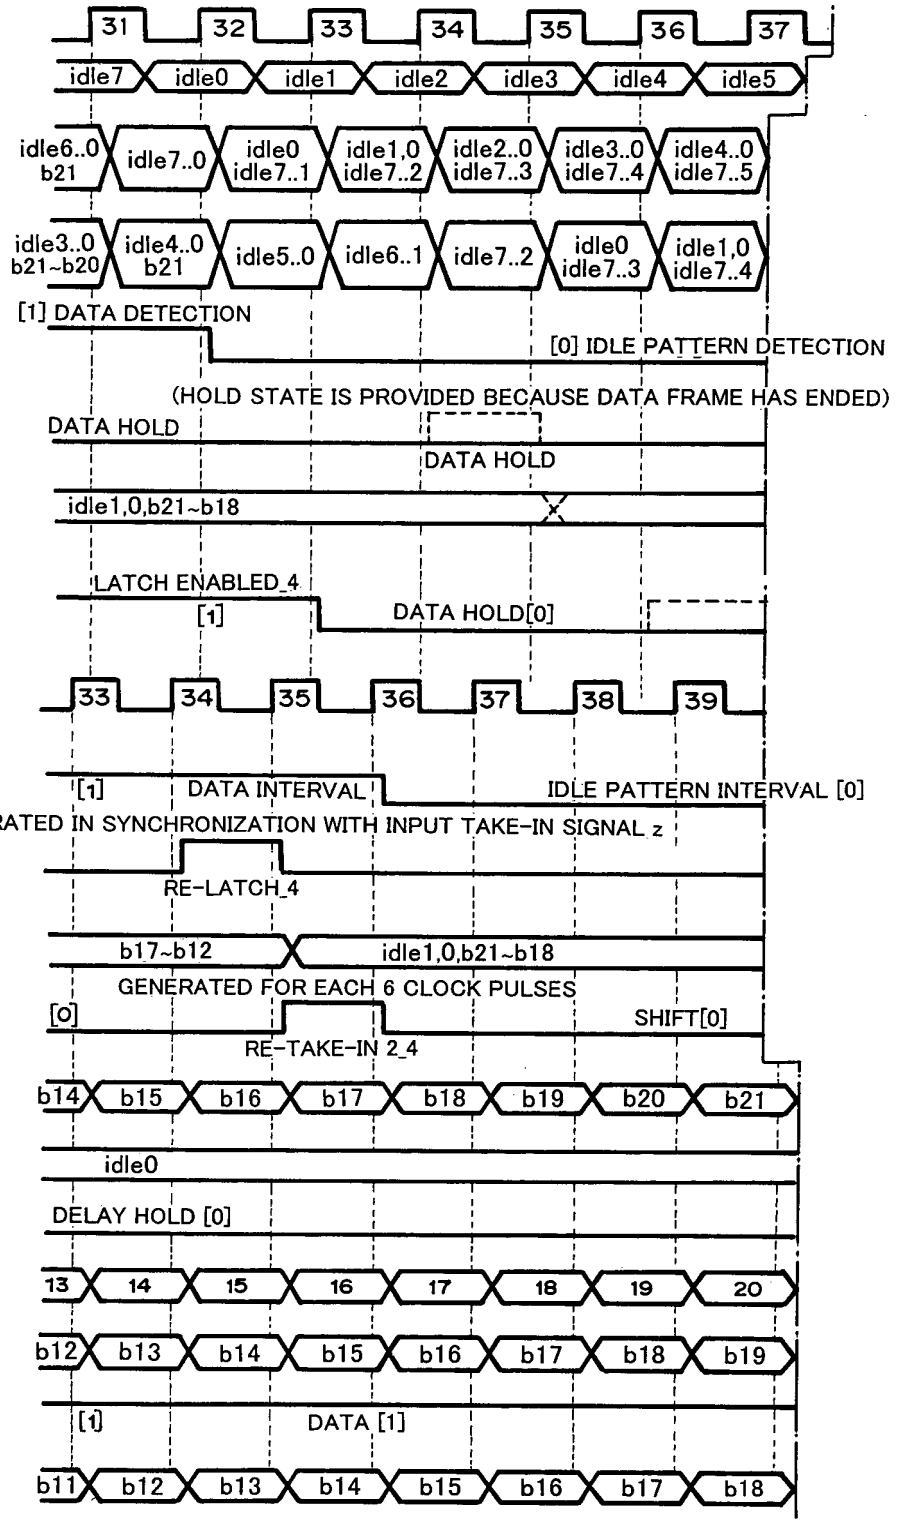 31 32 33 34 35 36 37
idle7 idle0 idle1 idle2 idle3 idle4 idle5
idle6..0 b21 idle7..0 idle0 idle7..1 idle1,0 idle7..2 idle2..0 idle7..3 idle3..0 idle7..4 idle4..0 idle7..5
idle3..0 b21~b20 idle4..0 b21 idle5..0 idle6..1 idle7..2 idle0 idle7..3 idle1,0 idle7..4
[1] DATA DETECTION
[0] IDLE PATTERN DETECTION
(HOLD STATE IS PROVIDED BECAUSE DATA FRAME HAS ENDED)
DATA HOLD
DATA HOLD
idle1,0,b21~b18
LATCH ENABLED_4
[1] DATA HOLD[0]
33 34 35 36 37 38 39
[1] DATA INTERVAL IDLE PATTERN INTERVAL [0]
RATED IN SYNCHRONIZATION WITH INPUT TAKE-IN SIGNAL z
RE-LATCH_4
b17~b12 idle1,0,b21~b18
GENERATED FOR EACH 6 CLOCK PULSES
[0] SHIFT[0]
RE-TAKE-IN 2_4
b14 b15 b16 b17 b18 b19 b20 b21
idle0
DELAY HOLD [0]
13 14 15 16 17 18 19 20
b12 b13 b14 b15 b16 b17 b18 b19
[1] DATA [1]
b11 b12 b13 b14 b15 b16 b17 b18